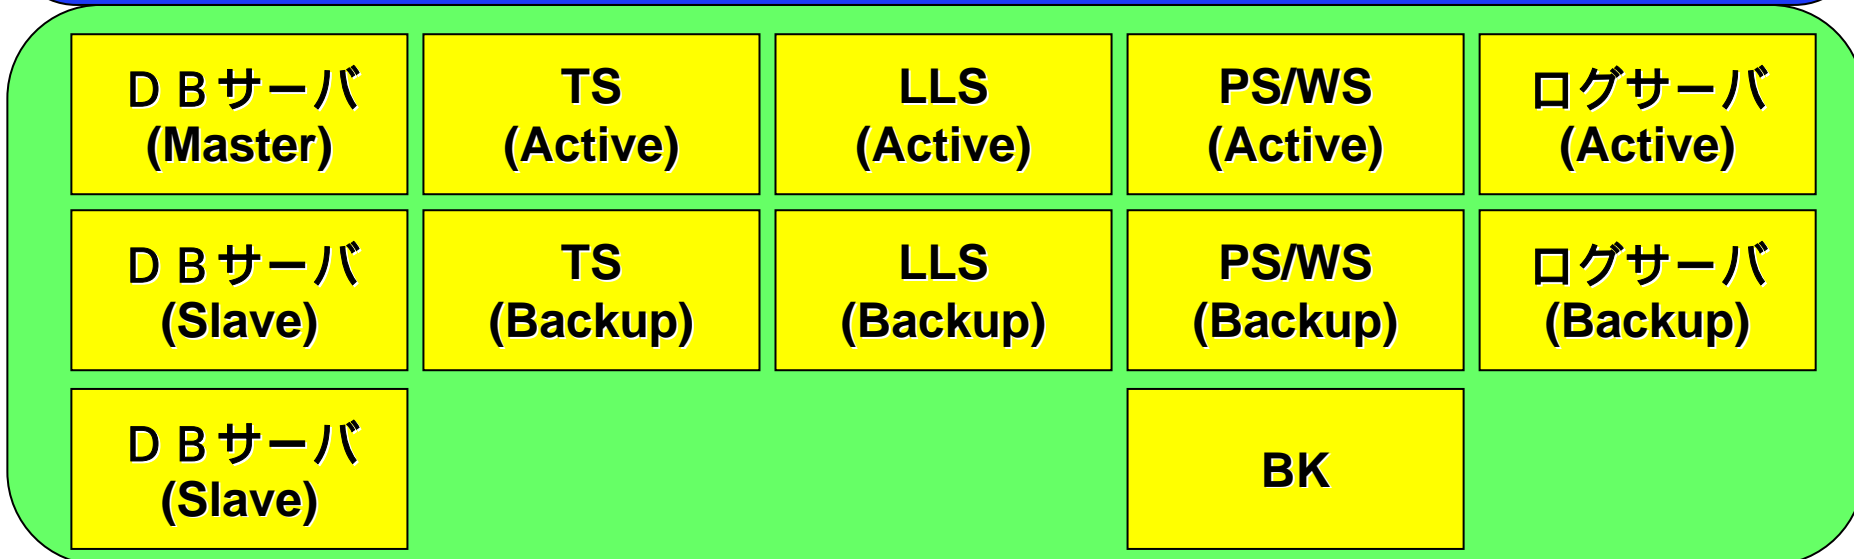 ＤＢサーバ
(Master)
TS
(Active)
LLS
(Active)
PS/WS
(Active)
ログサーバ
(Active)
ＤＢサーバ
(Slave)
TS
(Backup)
LLS
(Backup)
PS/WS
(Backup)
ログサーバ
(Backup)
ＤＢサーバ
(Slave)
BK